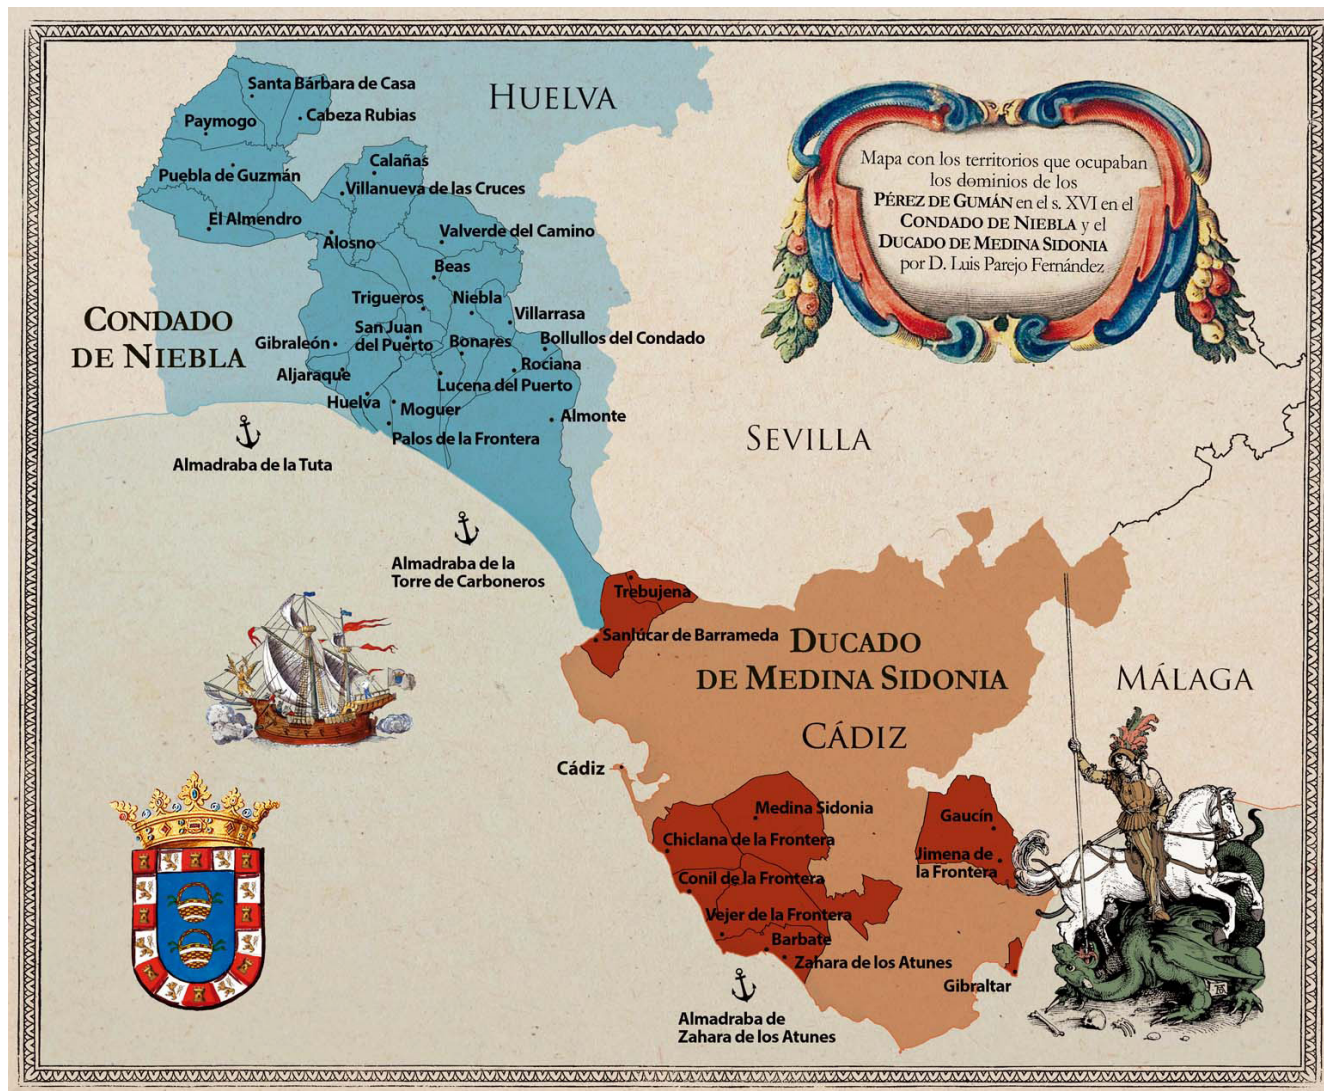 Santa Bárbara de Casa
HUELVA
Paymogo
Cabeza Rubias
Calañas
Puebla de Guzmán
Villanueva de las Cruces
El Almendro
Alosno
Valverde del Camino
Beas
Trigueros
Niebla
Villarrasa
CONDADO
DE NIEBLA
Gibraleón
San Juan
del Puerto
Bonares
Bollullos del Condado
Rociana
Aljaraque
Lucena del Puerto
Huelva
Moguer
Almonte
Palos de la Frontera
Almadraba de la Tuta
Almadraba de la
Torre de Carboneros
Mapa con los territorios que ocupaban
los dominios de los
PÉREZ DE GUMÁN en el s. XVI en el
CONDADO DE NIEBLA y el
DUCADO DE MEDINA SIDONIA
por D. Luis Parejo Fernández
SEVILLA
Trebujena
Sanlúcar de Barrameda
DUCADO
DE MEDINA SIDONIA
CÁDIZ
MÁLAGA
Cádiz
Medina Sidonia
Chiclana de la Frontera
Conil de la Frontera
Vejer de la Frontera
Barbate
Zahara de los Atunes
Gaucín
Jimena de
la Frontera
Gibraltar
Almadraba de
Zahara de los Atunes